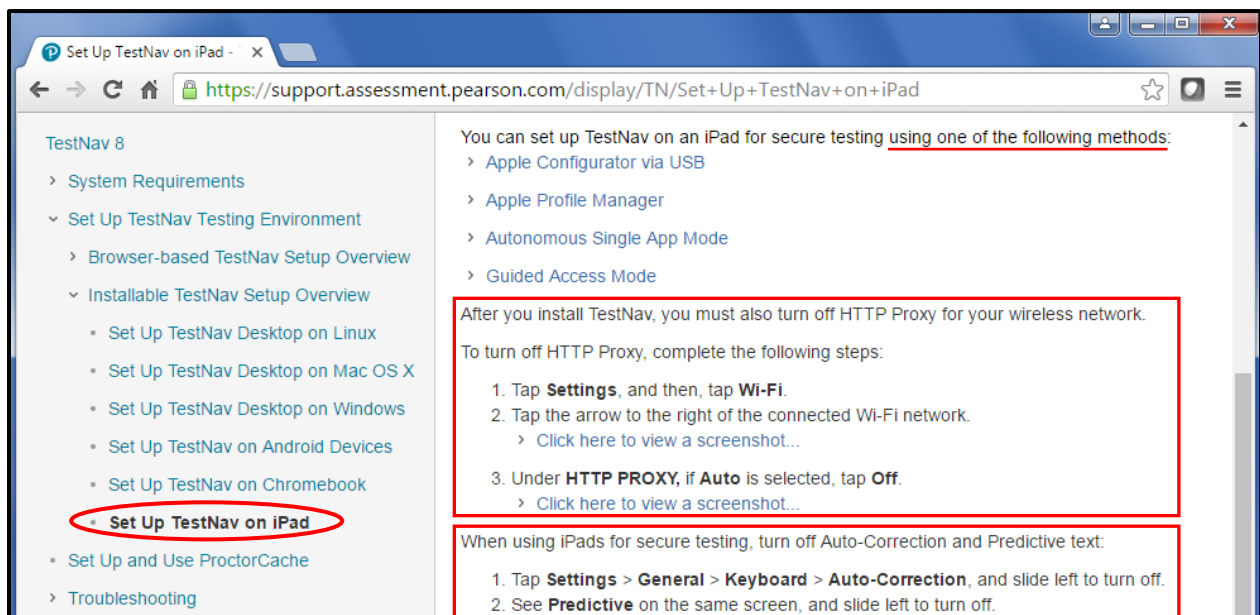 Set Up TestNav on iPad -
https://support.assessment.pearson.com/display/TN/Set+Up+TestNav+on+iPad
TestNav 8
System Requirements
Set Up TestNav Testing Environment
Browser-based TestNav Setup Overview
Installable TestNav Setup Overview
Set Up TestNav Desktop on Linux
Set Up TestNav Desktop on Mac OS X
Set Up TestNav Desktop on Windows
Set Up TestNav on Android Devices
Set Up TestNav on Chromebook
Set Up TestNav on iPad
Set Up and Use ProctorCache
Troubleshooting
You can set up TestNav on an iPad for secure testing using one of the following methods:
Apple Configurator via USB
Apple Profile Manager
Autonomous Single App Mode
Guided Access Mode
After you install TestNav, you must also turn off HTTP Proxy for your wireless network.
To turn off HTTP Proxy, complete the following steps:
1. Tap Settings, and then, tap Wi-Fi.
2. Tap the arrow to the right of the connected Wi-Fi network.
Click here to view a screenshot...
3. Under HTTP PROXY, if Auto is selected, tap Off.
Click here to view a screenshot...
When using iPads for secure testing, turn off Auto-Correction and Predictive text:
1. Tap Settings > General > Keyboard > Auto-Correction, and slide left to turn off.
2. See Predictive on the same screen, and slide left to turn off.